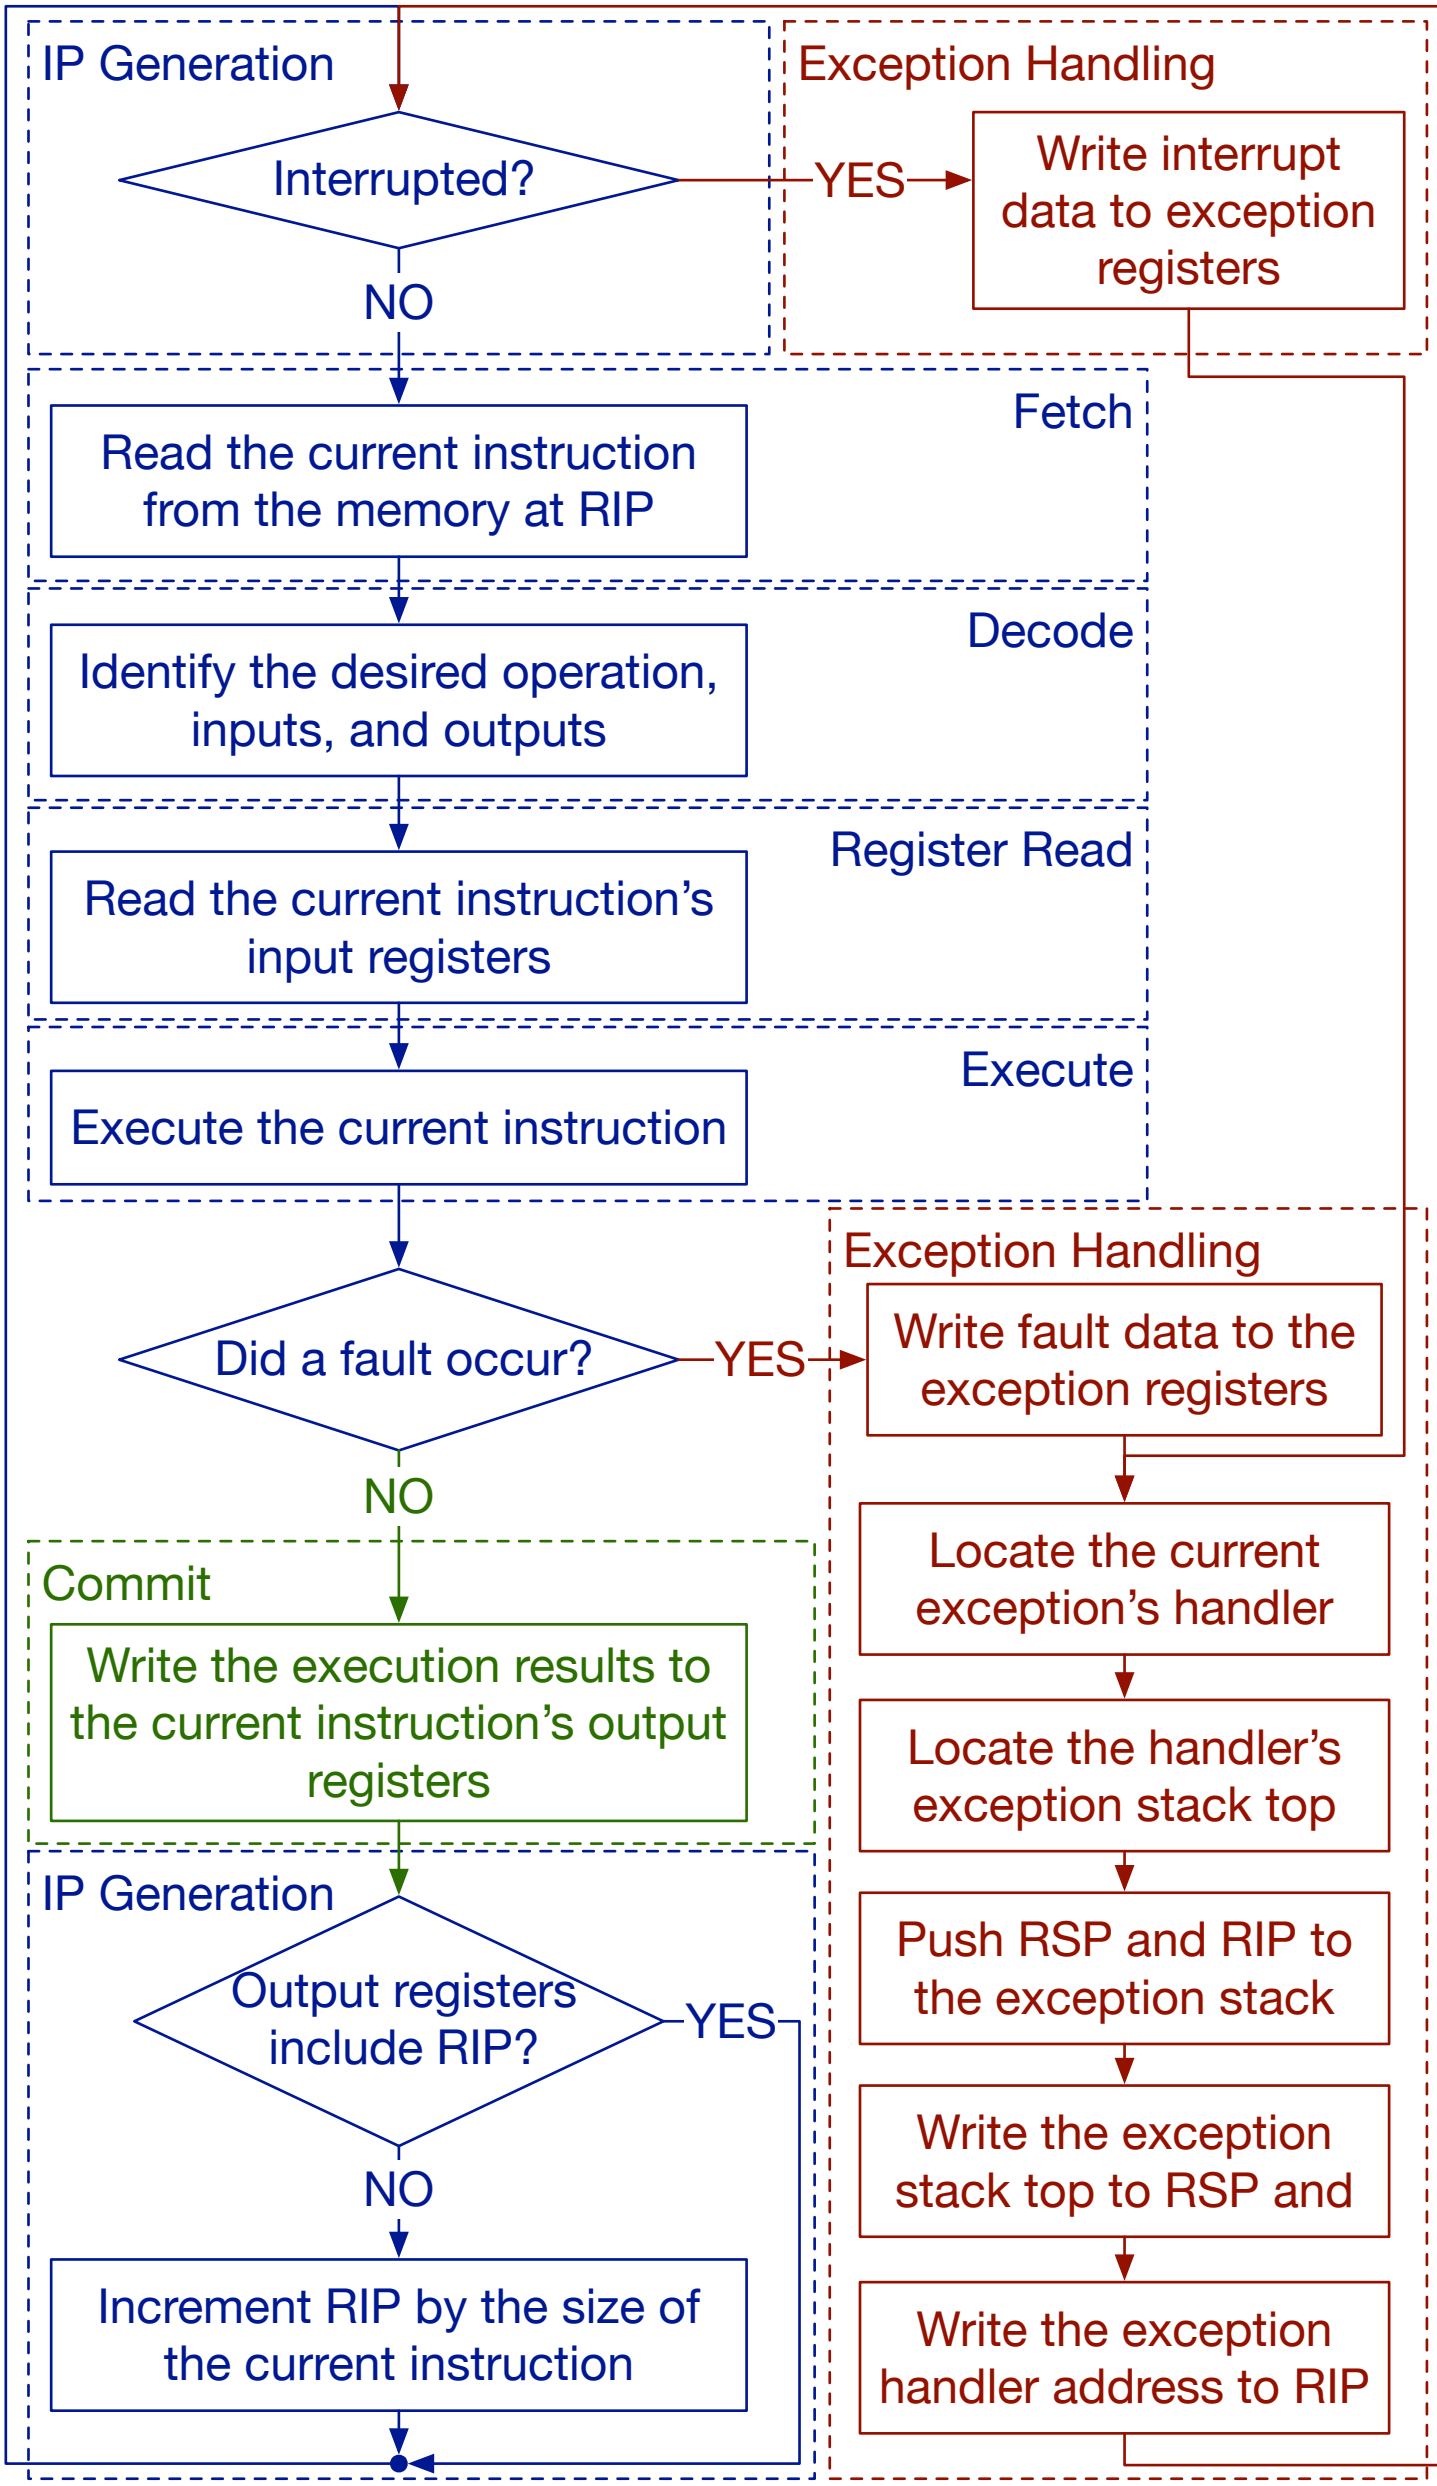 IP Generation
Exception Handling
Interrupted?
YES
Write interrupt
data to exception
registers
NO
Fetch
Read the current instruction
from the memory at RIP
Decode
Identify the desired operation,
inputs, and outputs
Register Read
Read the current instruction’s
input registers
Execute
Execute the current instruction
Exception Handling
Did a fault occur?
YES
Write fault data to the
exception registers
NO
Locate the current
exception’s handler
Commit
Write the execution results to
the current instruction’s output
registers
Locate the handler’s
exception stack top
IP Generation
Push RSP and RIP to
the exception stack
Output registers
include RIP?
YES
Write the exception
stack top to RSP and
NO
Increment RIP by the size of
the current instruction
Write the exception
handler address to RIP